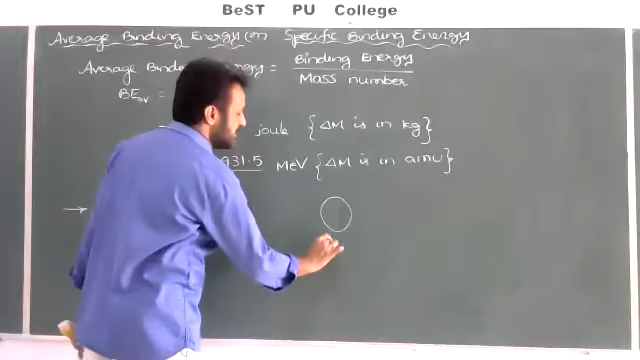 BeST PU College
Average Binding Energy (or) Specific Binding Energy
Average Energy = Binding Energy
Mass number
BEav =
joule {ΔM is in kg}
931.5 MeV {ΔM is in amu}
→